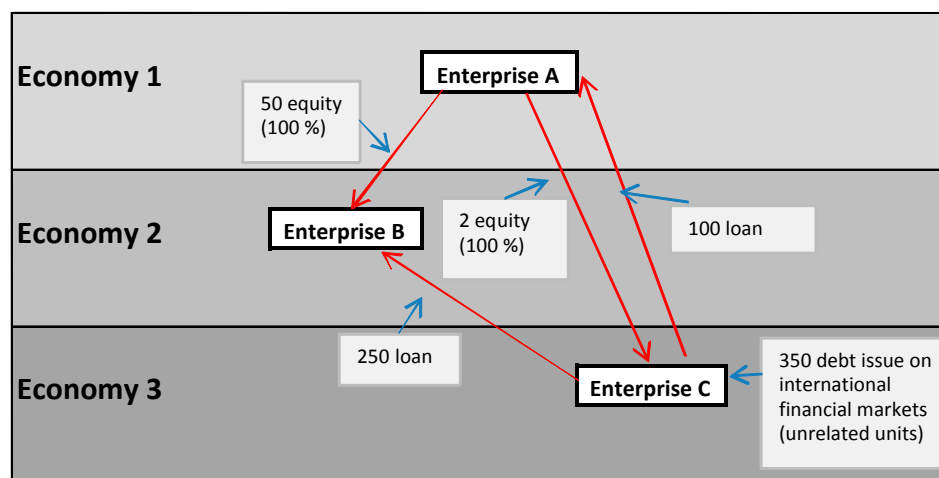 Economy 1
Enterprise A
50 equity
(100 %)
Economy 2
Enterprise B
2 equity
(100 %)
100 loan
250 loan
Economy 3
Enterprise C
350 debt issue on
international
financial markets
(unrelated units)